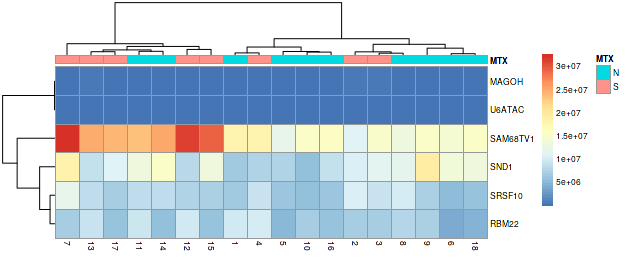 MTX
MAGOH
U6ATAC
SAM68TV1
SND1
SRSF10
RBM22
7 13 17 11 14 12 15 1 4 5 10 16 2 3 8 9 6 18
3e+07
2.5e+07
2e+07
1.5e+07
1e+07
5e+06
MTX
N
S